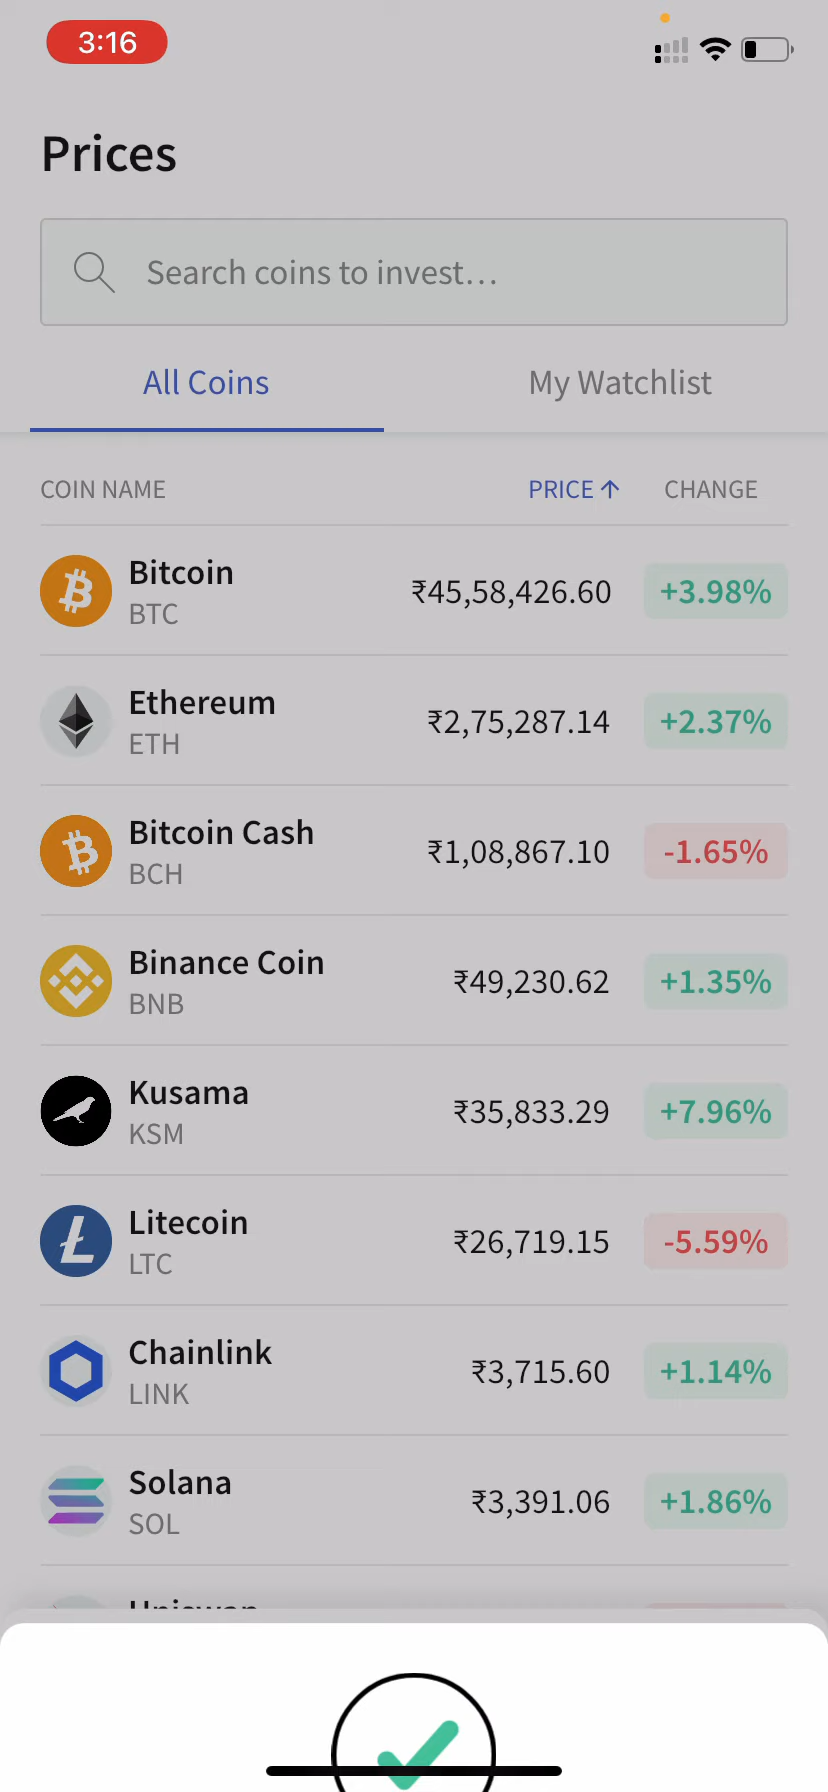 3:16
Prices
Search coins to invest...
All Coins My Watchlist
COIN NAME PRICE ↑ CHANGE
Bitcoin
BTC
₹45,58,426.60 +3.98%
Ethereum
ETH
₹2,75,287.14 +2.37%
Bitcoin Cash
BCH
₹1,08,867.10 -1.65%
Binance Coin
BNB
₹49,230.62 +1.35%
Kusama
KSM
₹35,833.29 +7.96%
Litecoin
LTC
₹26,719.15 -5.59%
Chainlink
LINK
₹3,715.60 +1.14%
Solana
SOL
₹3,391.06 +1.86%
Uniswap